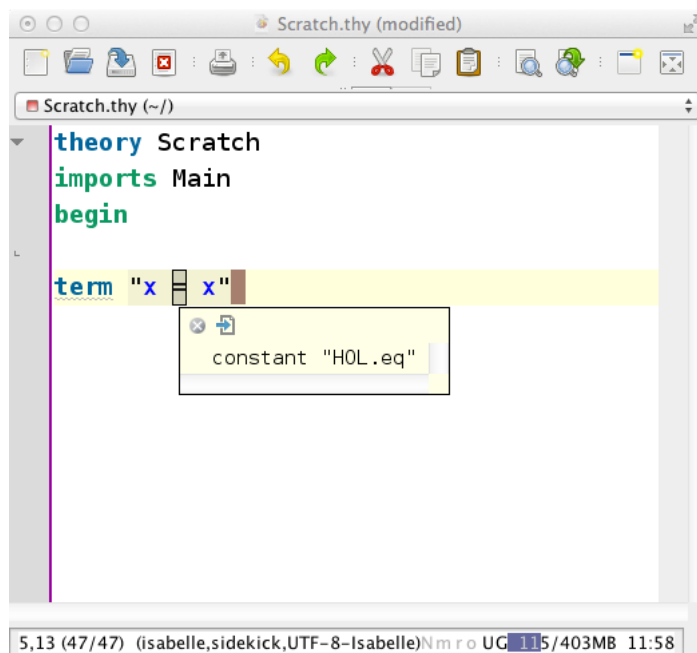 Scratch.thy (modified)
Scratch.thy (~/)
theory Scratch
imports Main
begin
term "x = x"
constant "HOL.eq"
5,13 (47/47) (isabelle,sidekick,UTF-8-Isabelle)N m r o UG 115/403MB 11:58